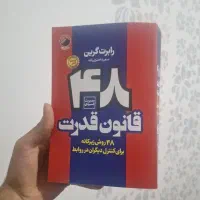 رابرت گرین
۴۸
قانون قدرت
۴۸ روش زیرکانه
برای کنترل دیگران در روابط